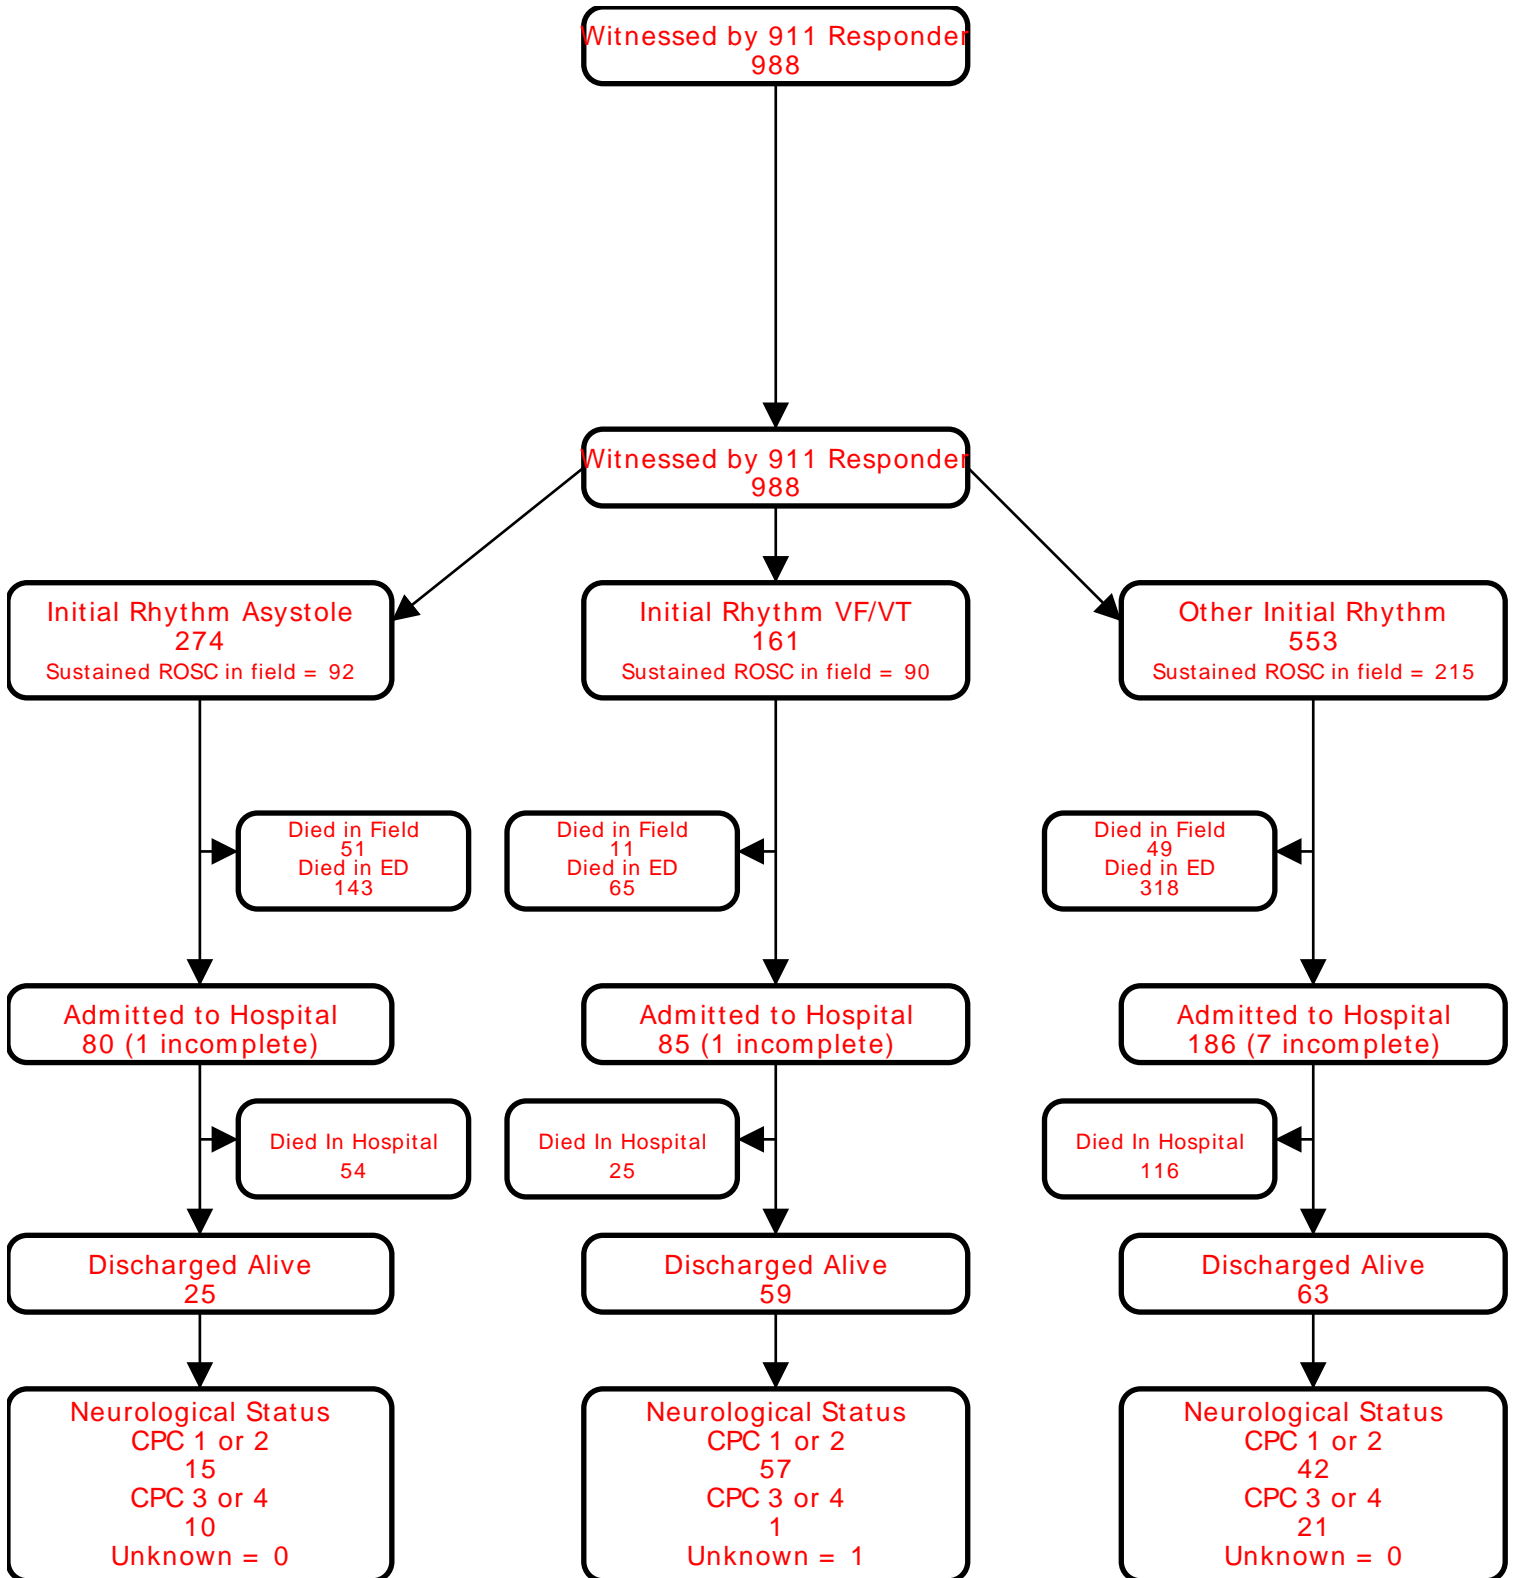 Witnessed by 911 Responder
988
Witnessed by 911 Responder
988
Initial Rhythm Asystole
274
Sustained ROSC in field = 92
Initial Rhythm VF/VT
161
Sustained ROSC in field = 90
Other Initial Rhythm
553
Sustained ROSC in field = 215
Died in Field
51
Died in ED
143
Died in Field
11
Died in ED
65
Died in Field
49
Died in ED
318
Admitted to Hospital
80 (1 incomplete)
Admitted to Hospital
85 (1 incomplete)
Admitted to Hospital
186 (7 incomplete)
Died In Hospital
54
Died In Hospital
25
Died In Hospital
116
Discharged Alive
25
Discharged Alive
59
Discharged Alive
63
Neurological Status
CPC 1 or 2
15
CPC 3 or 4
10
Unknown = 0
Neurological Status
CPC 1 or 2
57
CPC 3 or 4
1
Unknown = 1
Neurological Status
CPC 1 or 2
42
CPC 3 or 4
21
Unknown = 0